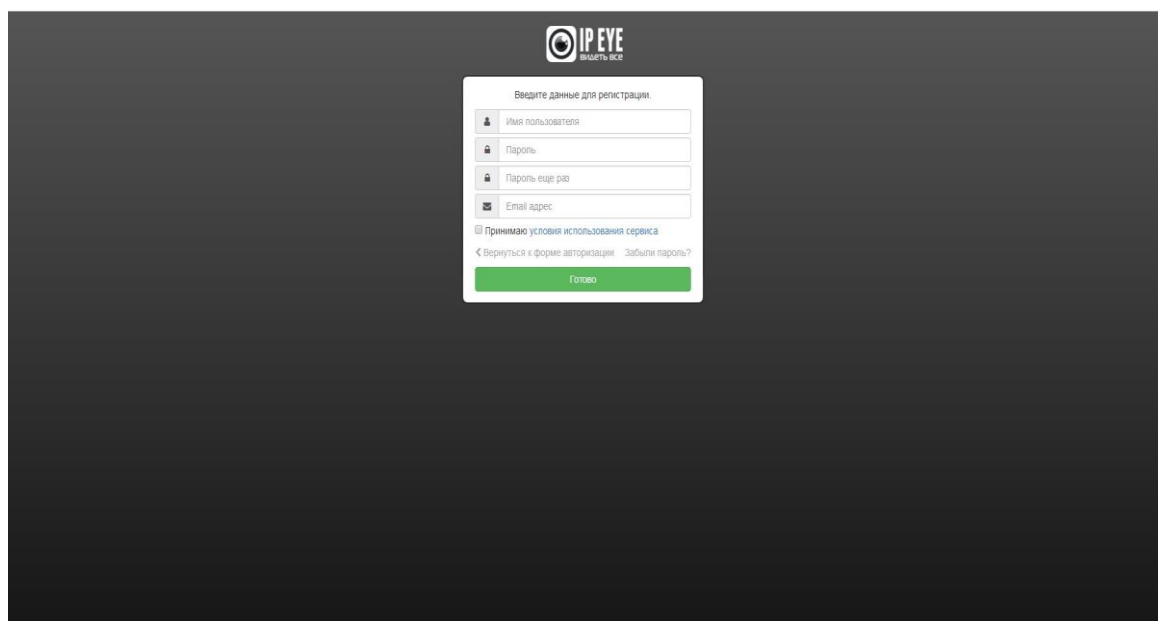 IP EYE
видеть все
Введите данные для регистрации.
Имя пользователя
Пароль
Пароль еще раз
Email адрес
Принимаю условия использования сервиса
Вернуться к форме авторизации Забыли пароль?
Готово